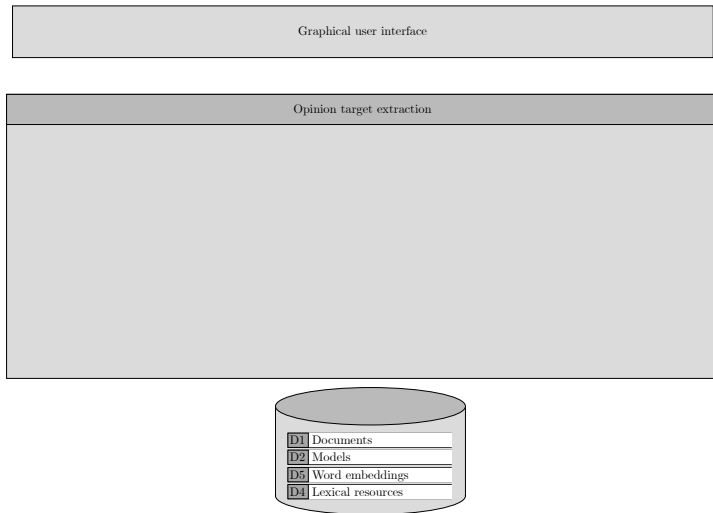 Graphical user interface
Opinion target extraction
D1 Documents
D2 Models
D5 Word embeddings
D4 Lexical resources